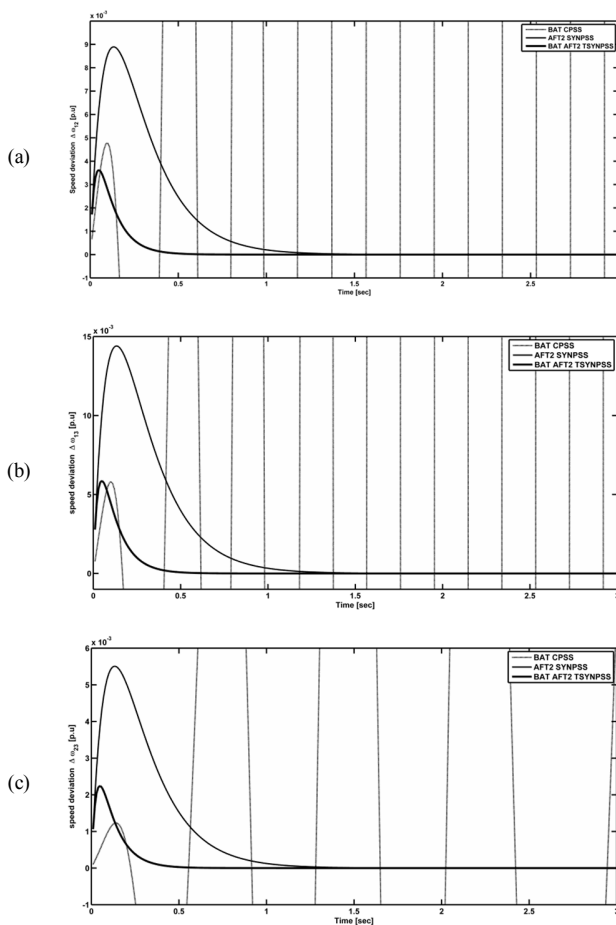 (a)
x 10⁻³
Speed deviation Δ ω₁₂ [p.u]
10
9
8
7
6
5
4
3
2
1
0
-1
0 0.5 1 1.5 2 2.5 3
Time [sec]
BAT CPSS
AFT2 SYNPSS
BAT AFT2 TSYNPSS
(b)
x 10⁻³
speed deviation Δ ω₁₃ [p.u]
15
10
5
0
0 0.5 1 1.5 2 2.5 3
Time [sec]
BAT CPSS
AFT2 SYNPSS
BAT AFT2 TSYNPSS
(c)
x 10⁻³
speed deviation Δ ω₂₃ [p.u]
6
5
4
3
2
1
0
-1
0 0.5 1 1.5 2 2.5 3
Time [sec]
BAT CPSS
AFT2 SYNPSS
BAT AFT2 TSYNPSS